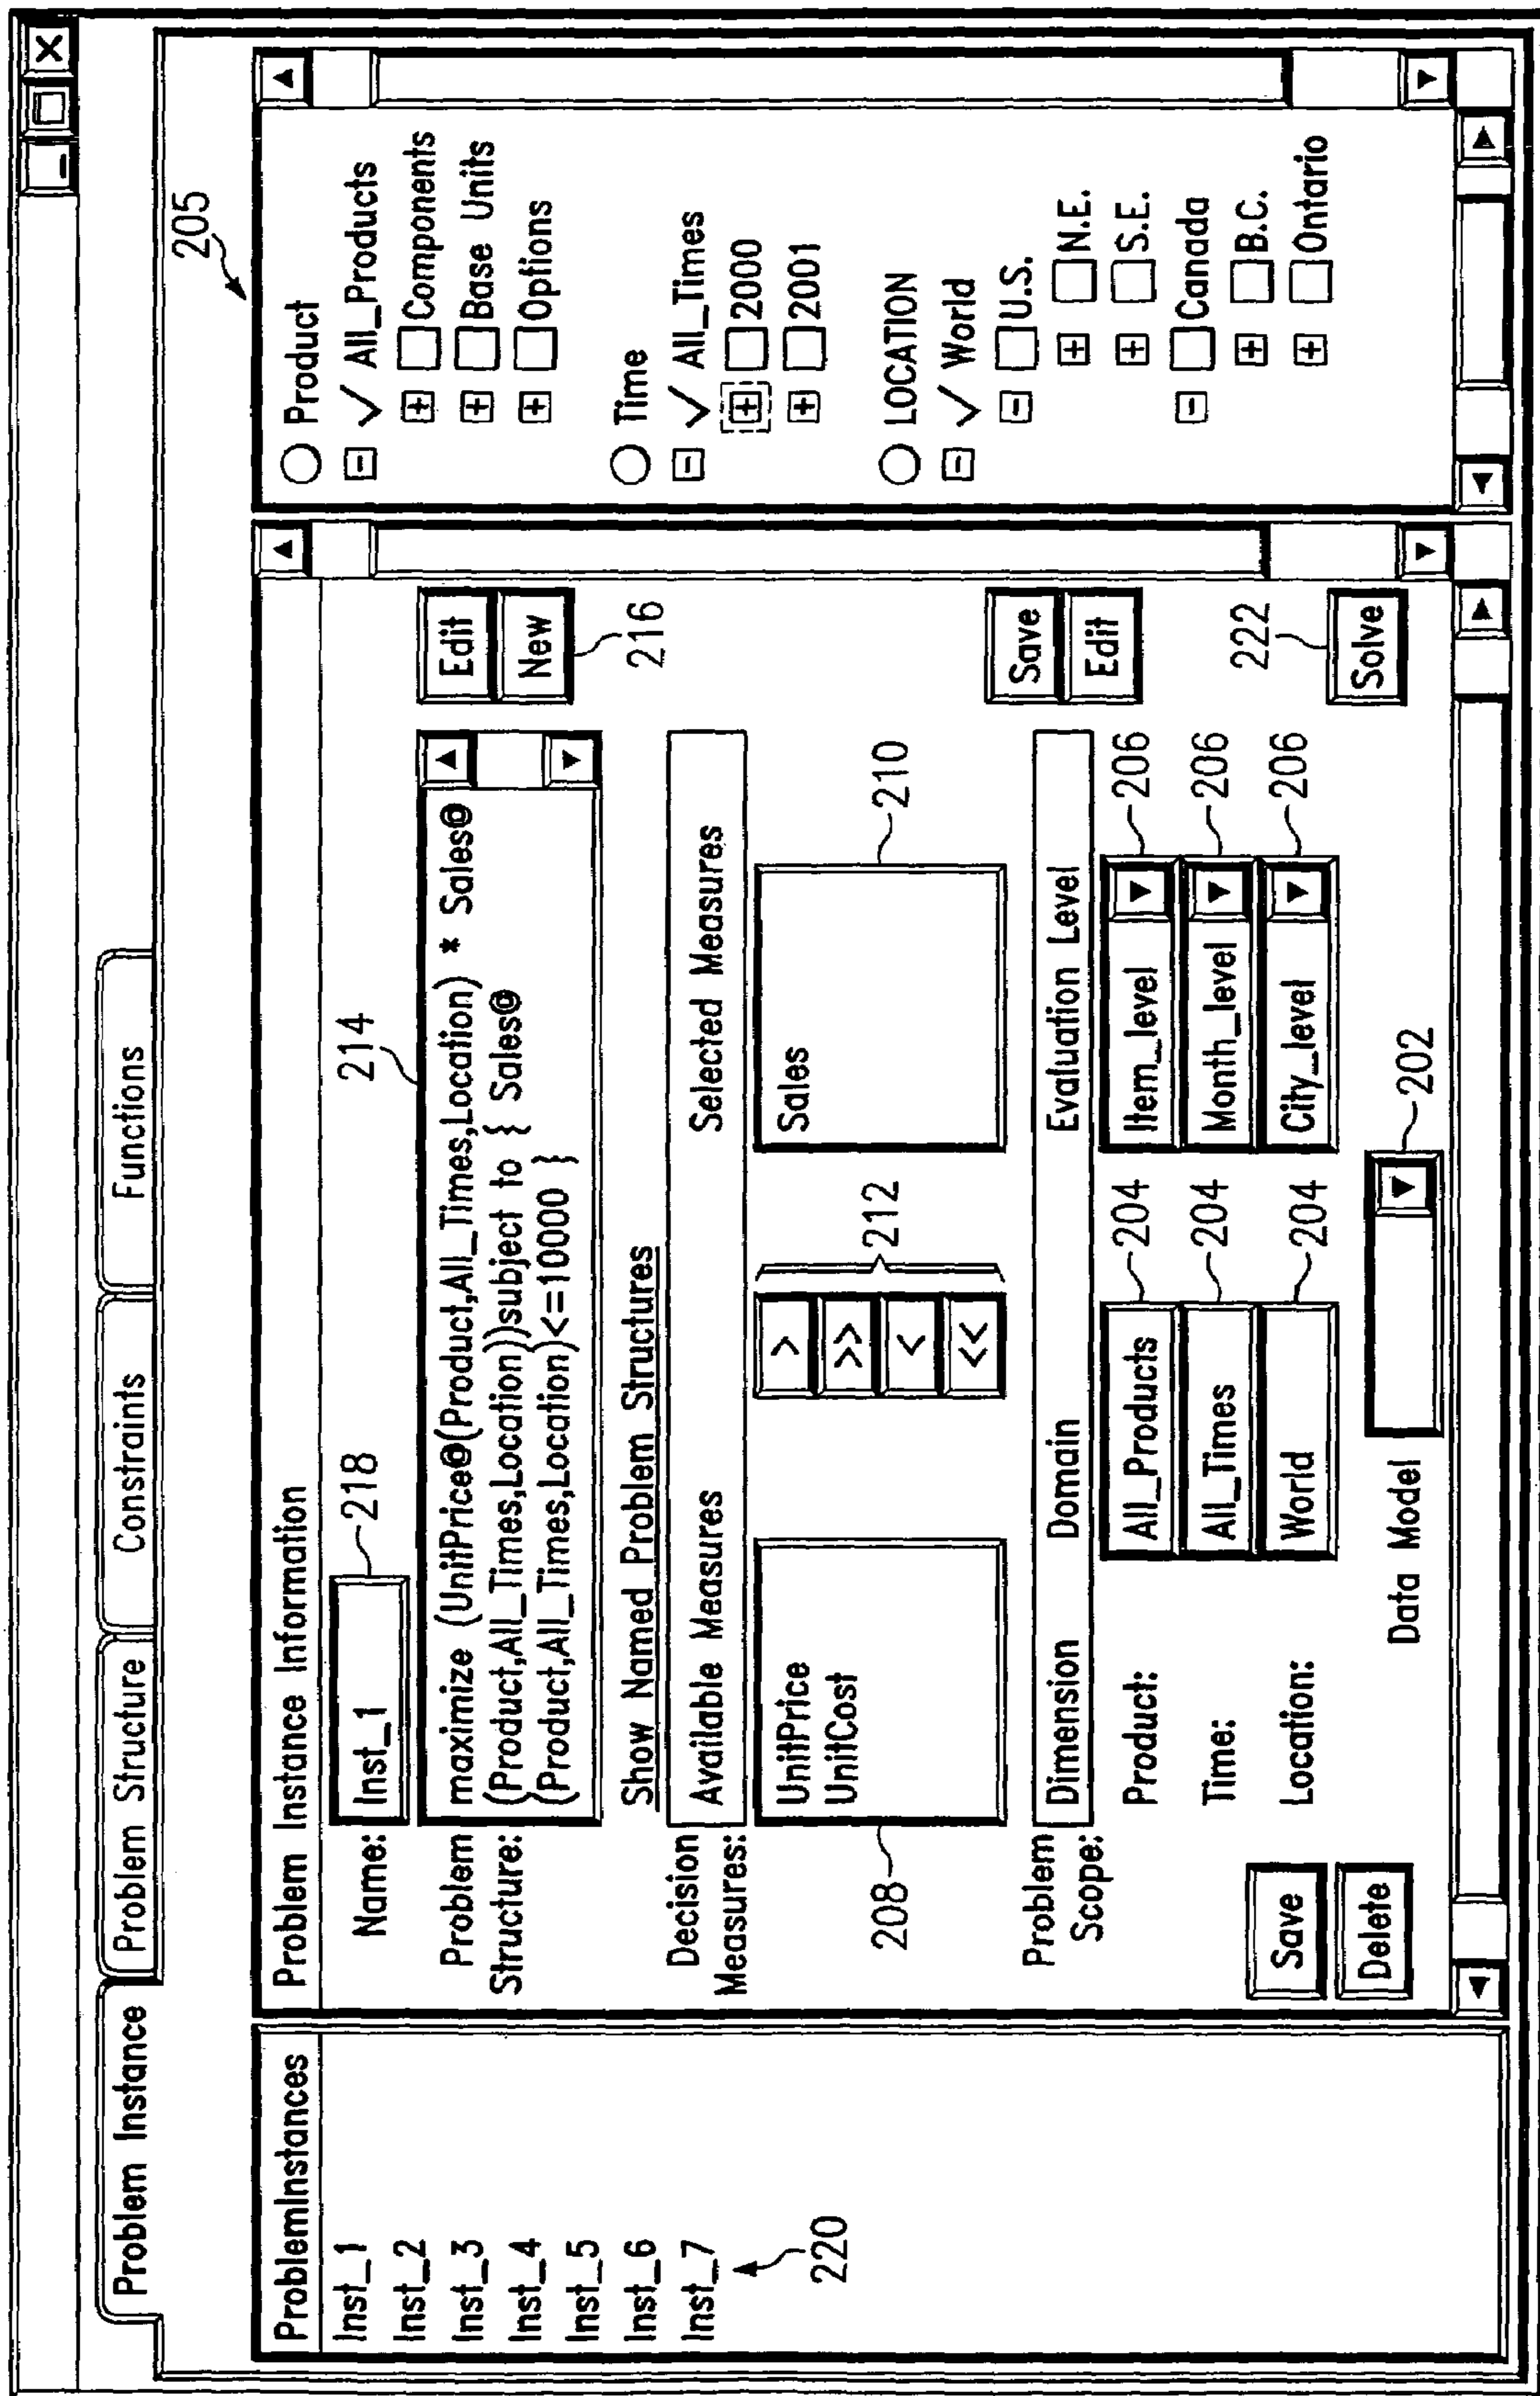 Problem Instance
Problem Structure
Constraints
Functions
ProblemInstances
Inst_1
Inst_2
Inst_3
Inst_4
Inst_5
Inst_6
Inst_7
220
Problem Instance Information
Name:
Inst_1
218
214
Problem
Structure:
maximize (UnitPrice@(Product,All_Times,Location) * Sales@
(Product,All_Times,Location))subject to { Sales@
(Product,All_Times,Location)<=10000 }
Edit
New
216
Show Named Problem Structures
Decision
Measures:
Available Measures
Selected Measures
UnitPrice
UnitCost
208
>
>>
<
<<
212
Sales
210
Save
Edit
Problem
Scope:
Dimension
Domain
Evaluation Level
Product:
All_Products
204
Item_level
206
Time:
All_Times
204
Month_level
206
Location:
World
204
City_level
206
222
Solve
Save
Delete
Data Model
202
205
Product
All_Products
Components
Base Units
Options
Time
All_Times
2000
2001
LOCATION
World
U.S.
N.E.
S.E.
Canada
B.C.
Ontario